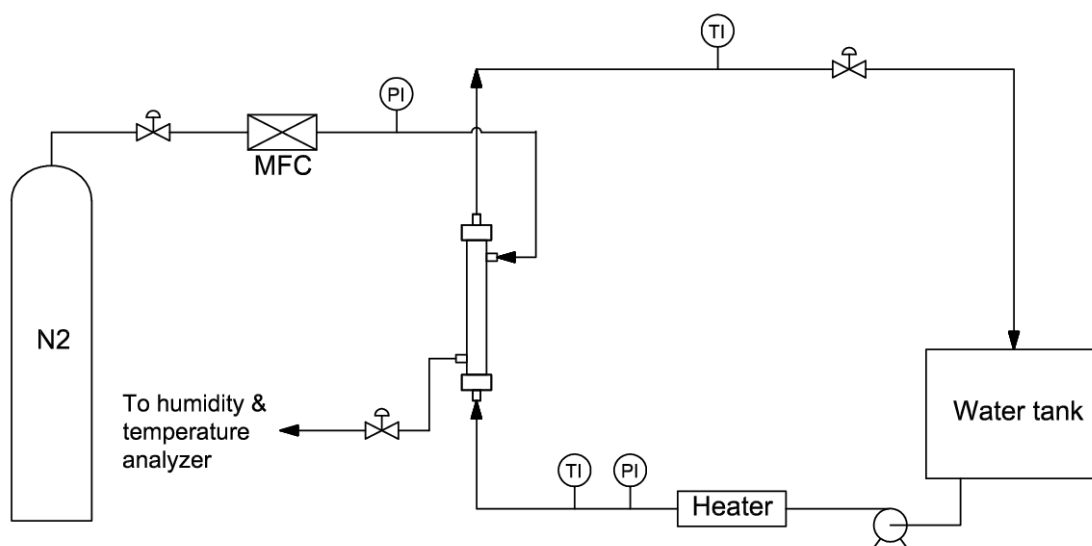 TI
PI
MFC
N2
To humidity &
temperature
analyzer
Water tank
TI
PI
Heater